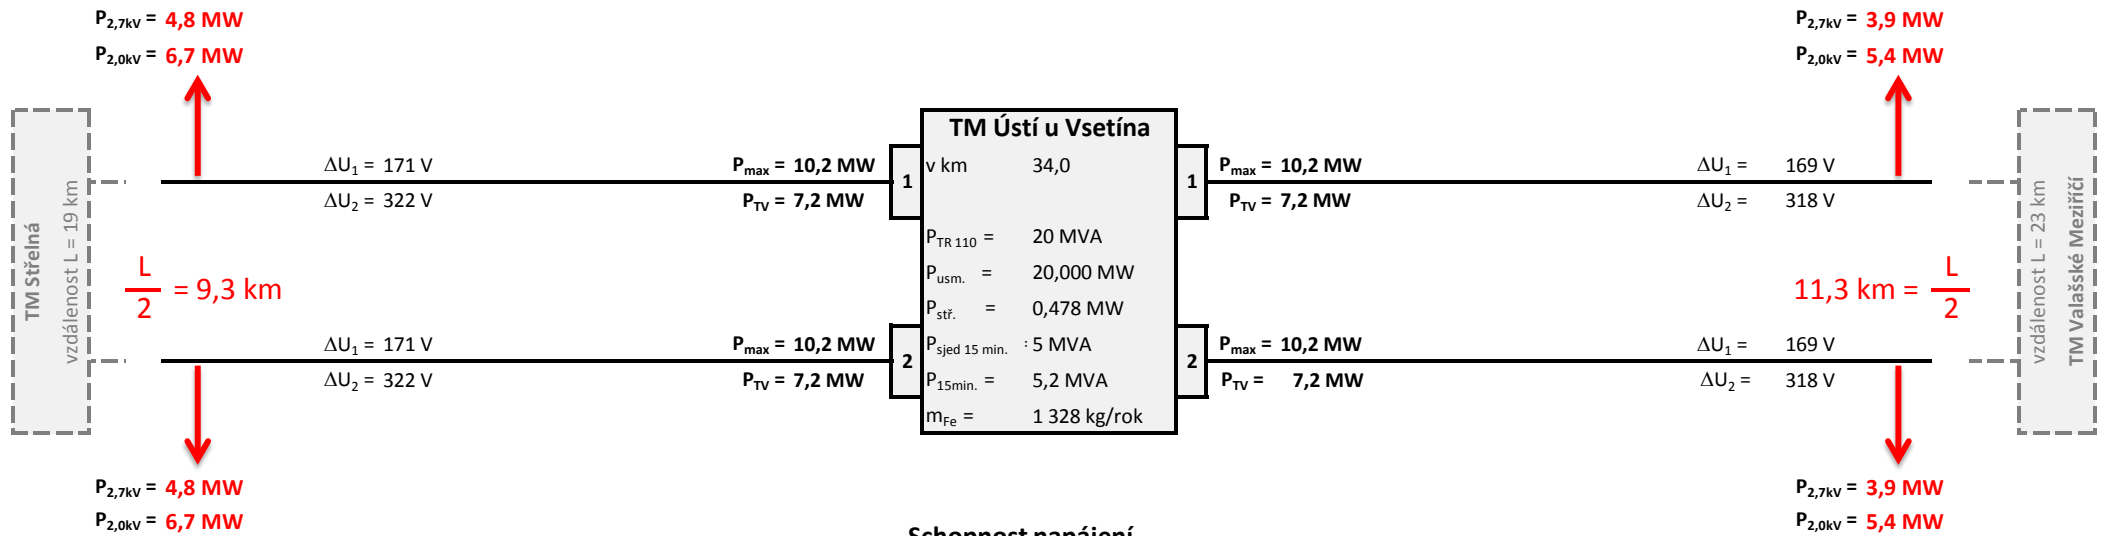 P2,7kV = 4,8 MW
P2,0kV = 6,7 MW
P2,7kV = 3,9 MW
P2,0kV = 5,4 MW
TM Střelná
vzdálenost L = 19 km
ΔU1 = 171 V
ΔU2 = 322 V
Pmax = 10,2 MW
PTV = 7,2 MW
1
TM Ústí u Vsetína
v km 34,0
PTR 110 = 20 MVA
Pusm. = 20,000 MW
Pstř. = 0,478 MW
Psjed 15 min. : 5 MVA
P15min. = 5,2 MVA
mFe = 1 328 kg/rok
1
Pmax = 10,2 MW
PTV = 7,2 MW
ΔU1 = 169 V
ΔU2 = 318 V
vzdálenost L = 23 km
TM Valašské Meziříčí
L
2
= 9,3 km
11,3 km =
L
2
ΔU1 = 171 V
ΔU2 = 322 V
Pmax = 10,2 MW
PTV = 7,2 MW
2
2
Pmax = 10,2 MW
PTV = 7,2 MW
ΔU1 = 169 V
ΔU2 = 318 V
P2,7kV = 4,8 MW
P2,0kV = 6,7 MW
P2,7kV = 3,9 MW
P2,0kV = 5,4 MW
Schopnost napájení